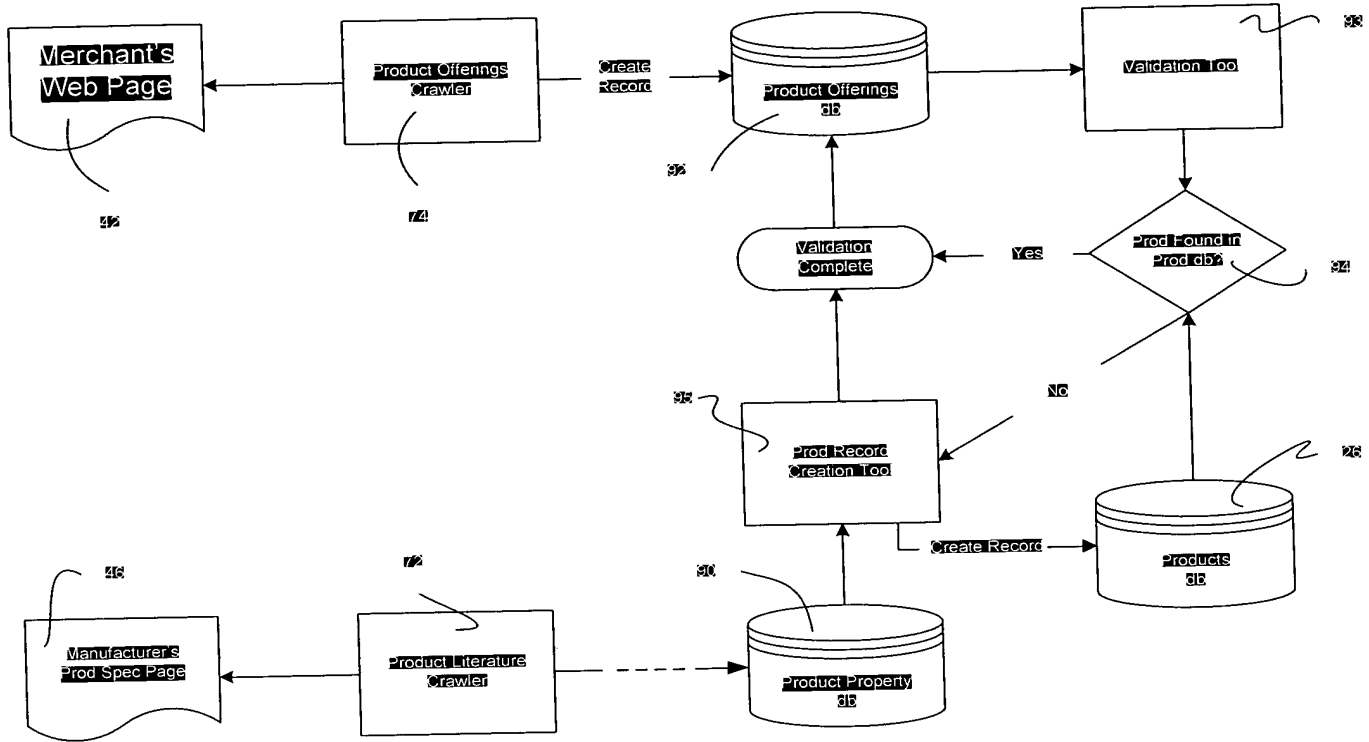 Merchant's
Web Page
42
Product Offerings
Crawler
74
Create
Record
Product Offerings
db
92
Validation Tool
93
Prod Found in
Prod db?
94
Yes
Validation
Complete
No
95
Prod Record
Creation Tool
Create Record
26
Products
db
46
Manufacturer's
Prod Spec Page
72
Product Literature
Crawler
90
Product Property
db